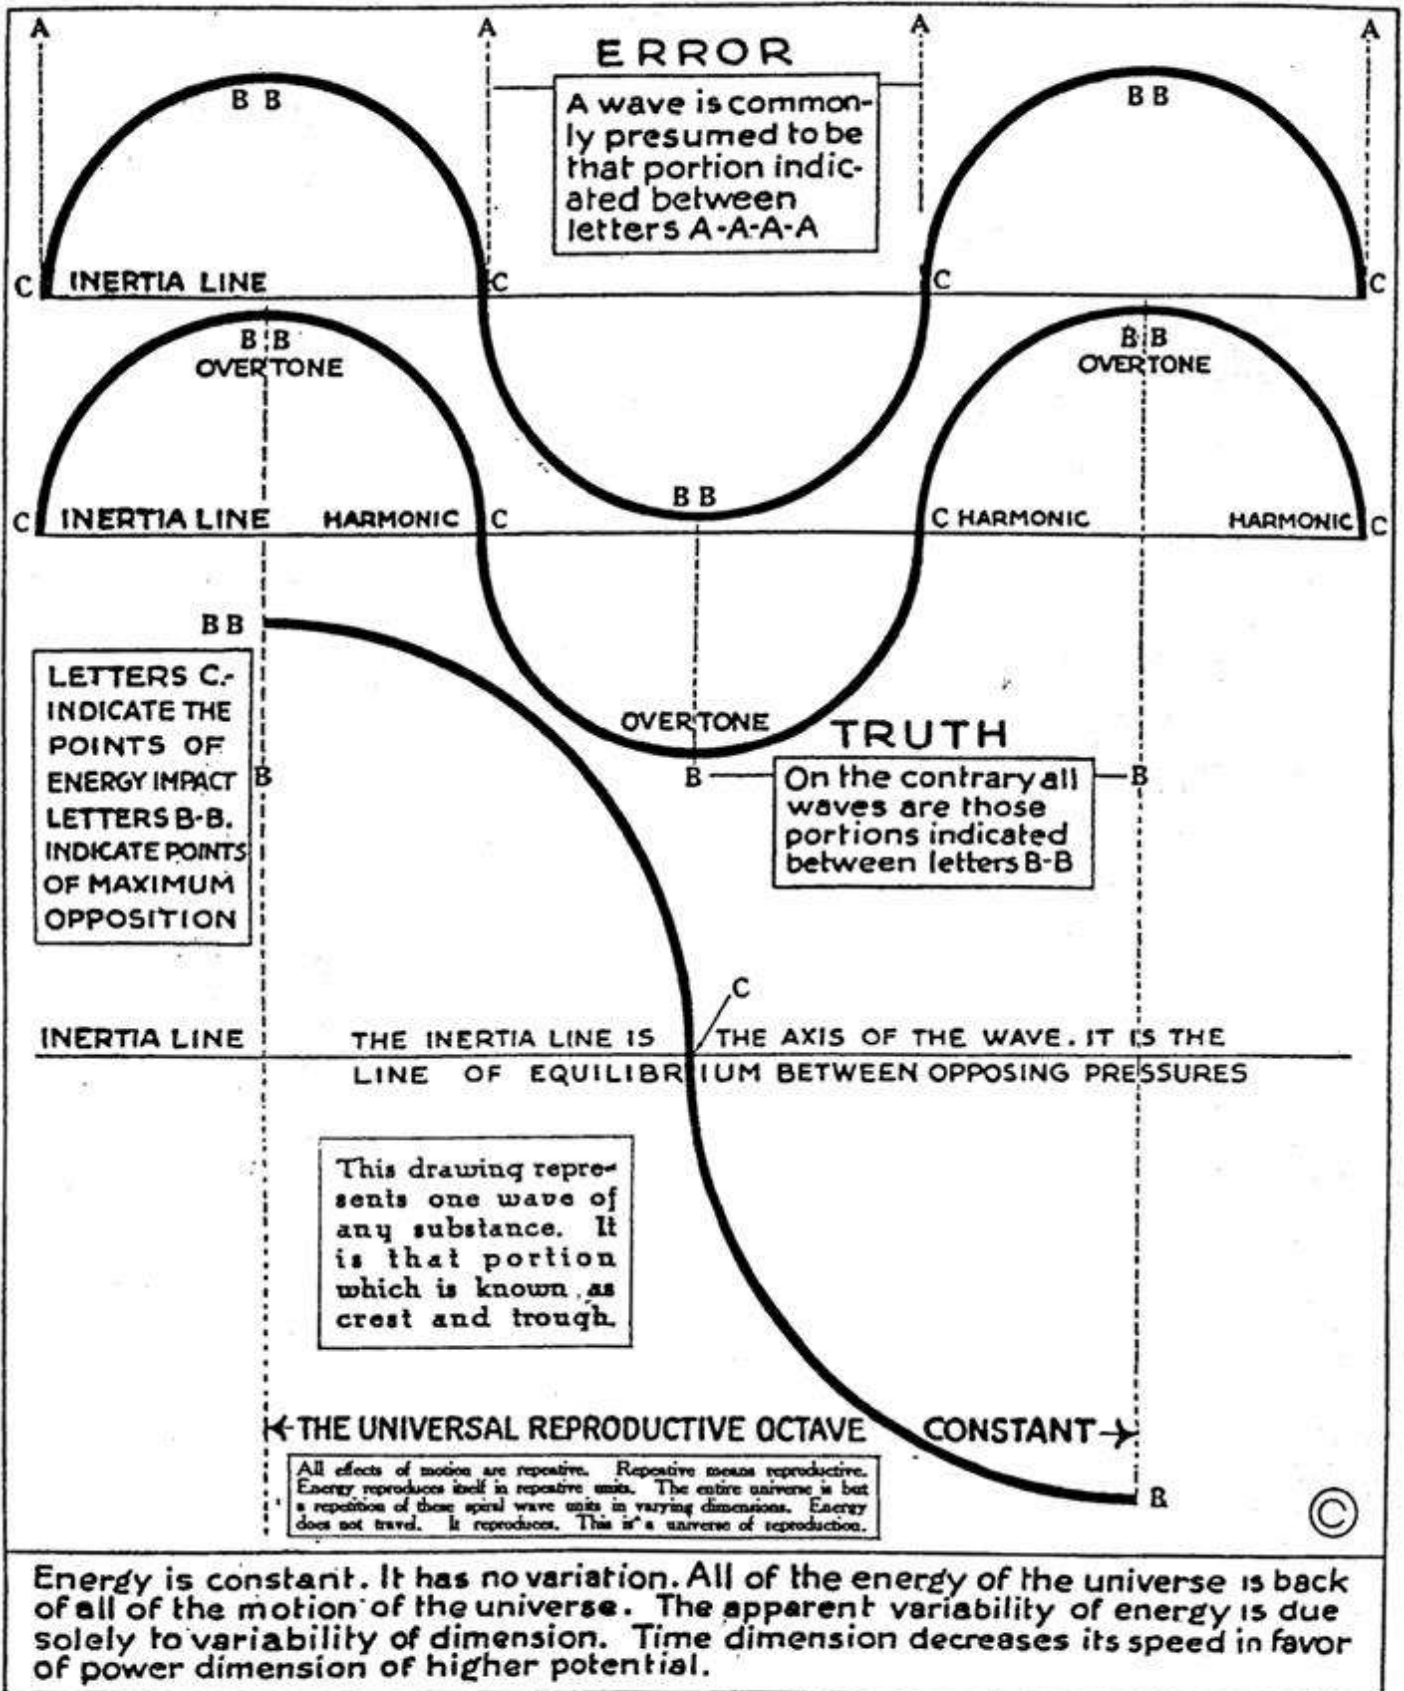 A A A A
ERROR
B B
A wave is common-
ly presumed to be
that portion indic-
ated between
letters A-A-A-A
B B
C INERTIA LINE C C C
B B
OVERTONE
B B
OVERTONE
B B
C INERTIA LINE HARMONIC C C HARMONIC HARMONIC C
B B
LETTERS C.-
INDICATE THE
POINTS OF
ENERGY IMPACT
LETTERS B-B.
INDICATE POINTS
OF MAXIMUM
OPPOSITION
B
OVERTONE
B
TRUTH
On the contrary all
waves are those
portions indicated
between letters B-B
B
C
INERTIA LINE THE INERTIA LINE IS THE AXIS OF THE WAVE. IT IS THE
LINE OF EQUILIBRIUM BETWEEN OPPOSING PRESSURES
This drawing repre-
sents one wave of
any substance. It
is that portion
which is known as
crest and trough.
THE UNIVERSAL REPRODUCTIVE OCTAVE CONSTANT
All effects of motion are repetitive. Repetitive means reproductive.
Energy reproduces itself in repetitive units. The entire universe is but
a repetition of these spiral wave units in varying dimensions. Energy
does not travel. It reproduces. This is a universe of reproduction.
B
©
Energy is constant. It has no variation. All of the energy of the universe is back
of all of the motion of the universe. The apparent variability of energy is due
solely to variability of dimension. Time dimension decreases its speed in favor
of power dimension of higher potential.